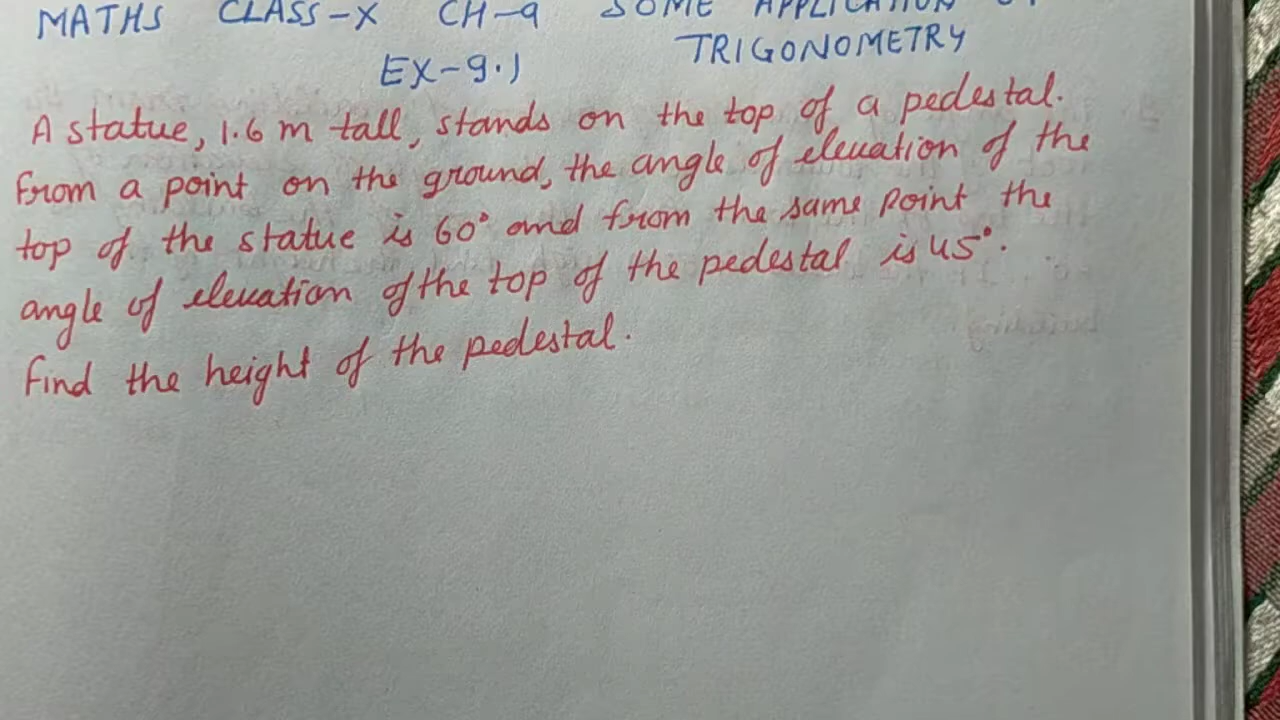 MATHS CLASS-X CH-9 SOME APPLICATION
EX-9.1 TRIGONOMETRY
A statue, 1.6 m tall, stands on the top of a pedestal.
From a point on the ground, the angle of elevation of the
top of the statue is 60° and from the same point the
angle of elevation of the top of the pedestal is 45°.
Find the height of the pedestal.